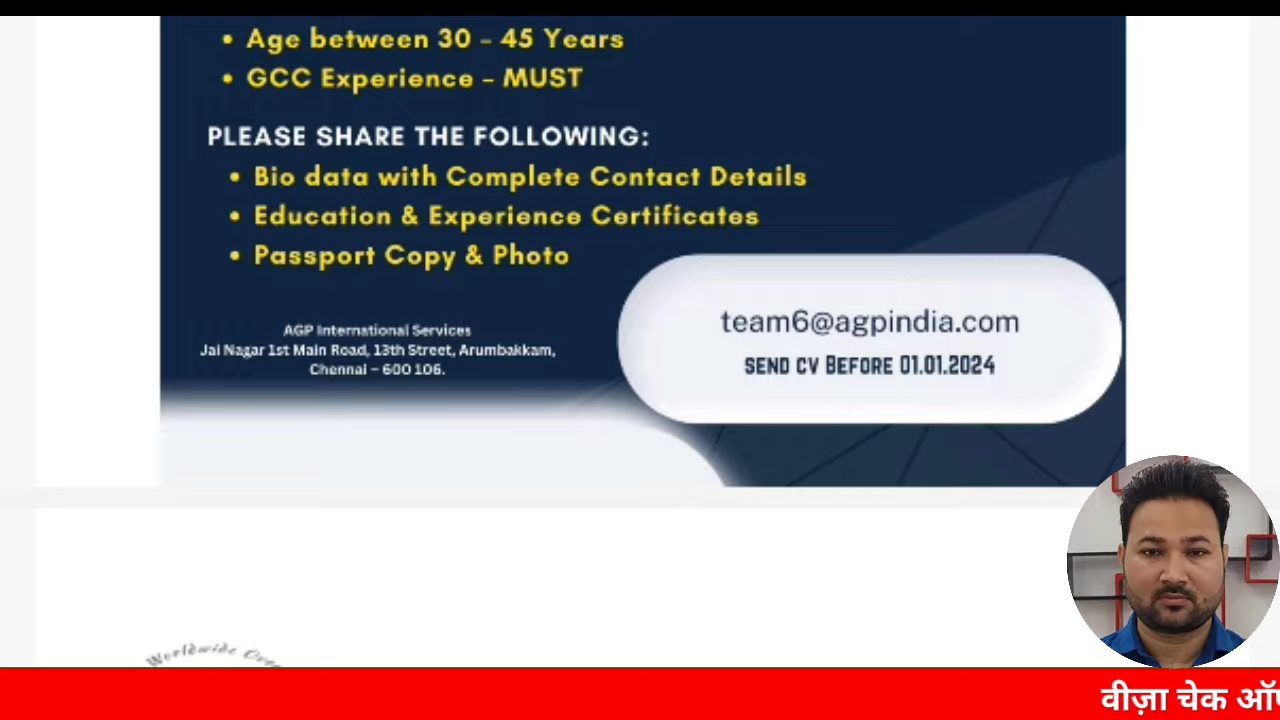 • Age between 30 - 45 Years
• GCC Experience - MUST
PLEASE SHARE THE FOLLOWING:
• Bio data with Complete Contact Details
• Education & Experience Certificates
• Passport Copy & Photo
AGP International Services
Jai Nagar 1st Main Road, 13th Street, Arumbakkam,
Chennai – 600 106.
team6@agpindia.com
SEND CV BEFORE 01.01.2024
Worldwide
वीज़ा चेक